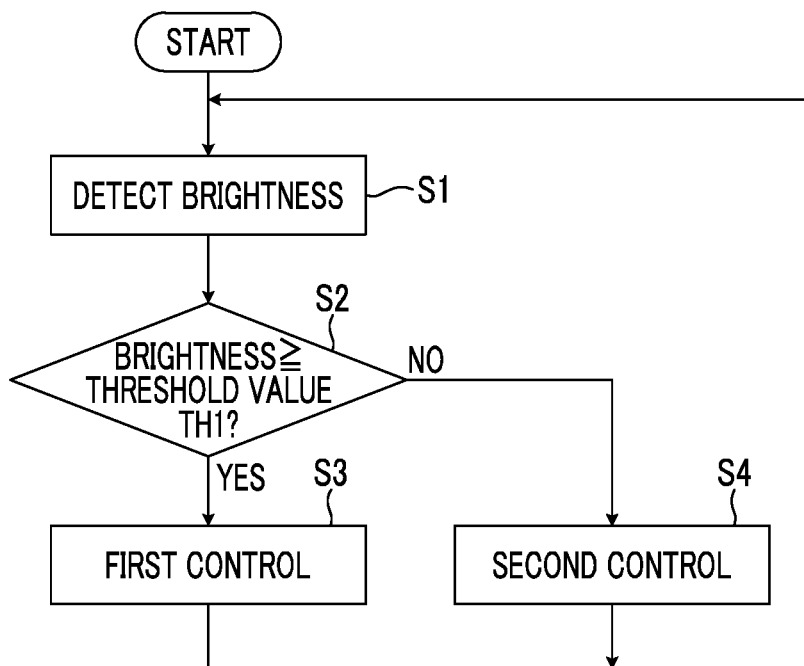 START
DETECT BRIGHTNESS
S1
S2
BRIGHTNESS≧
THRESHOLD VALUE
TH1?
NO
YES
S3
S4
FIRST CONTROL
SECOND CONTROL